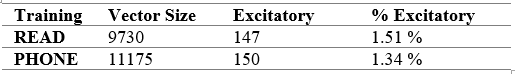 Training Vector Size Excitatory % Excitatory
READ 9730 147 1.51 %
PHONE 11175 150 1.34 %